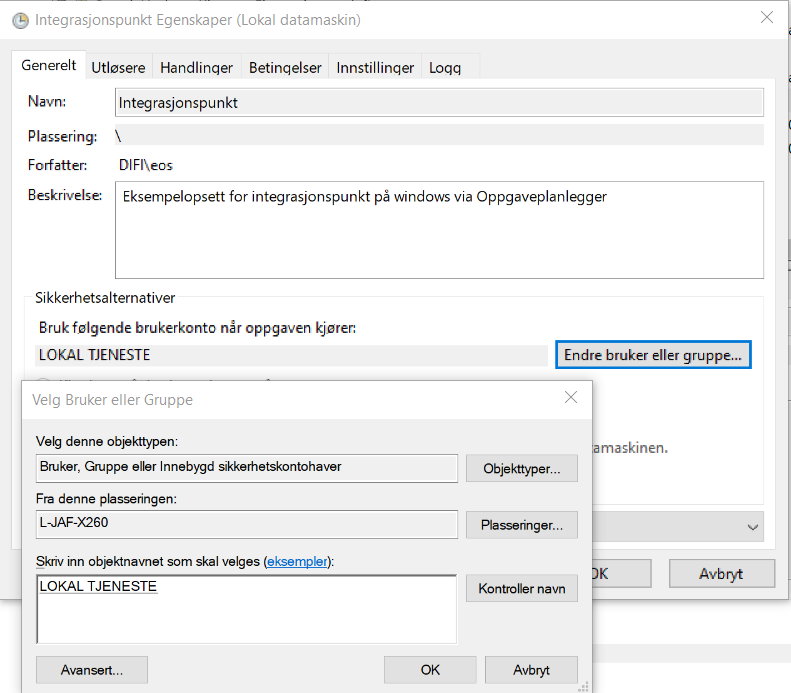 Integrasjonspunkt Egenskaper (Lokal datamaskin)
Generelt Utløsere Handlinger Betingelser Innstillinger Logg
Navn: Integrasjonspunkt
Plassering: \
Forfatter: DIFI\eos
Beskrivelse: Eksempelopsett for integrasjonspunkt på windows via Oppgaveplanlegger
Sikkerhetsalternativer
Bruk følgende brukerkonto når oppgaven kjører:
LOKAL TJENESTE Endre bruker eller gruppe...
tamaskinen.
OK Avbryt
Velg Bruker eller Gruppe
Velg denne objekttypen:
Bruker, Gruppe eller Innebygd sikkerhetskontohaver Objekttyper...
Fra denne plasseringen:
L-JAF-X260 Plasseringer...
Skriv inn objektnavnet som skal velges (eksempler):
LOKAL TJENESTE Kontroller navn
Avansert... OK Avbryt